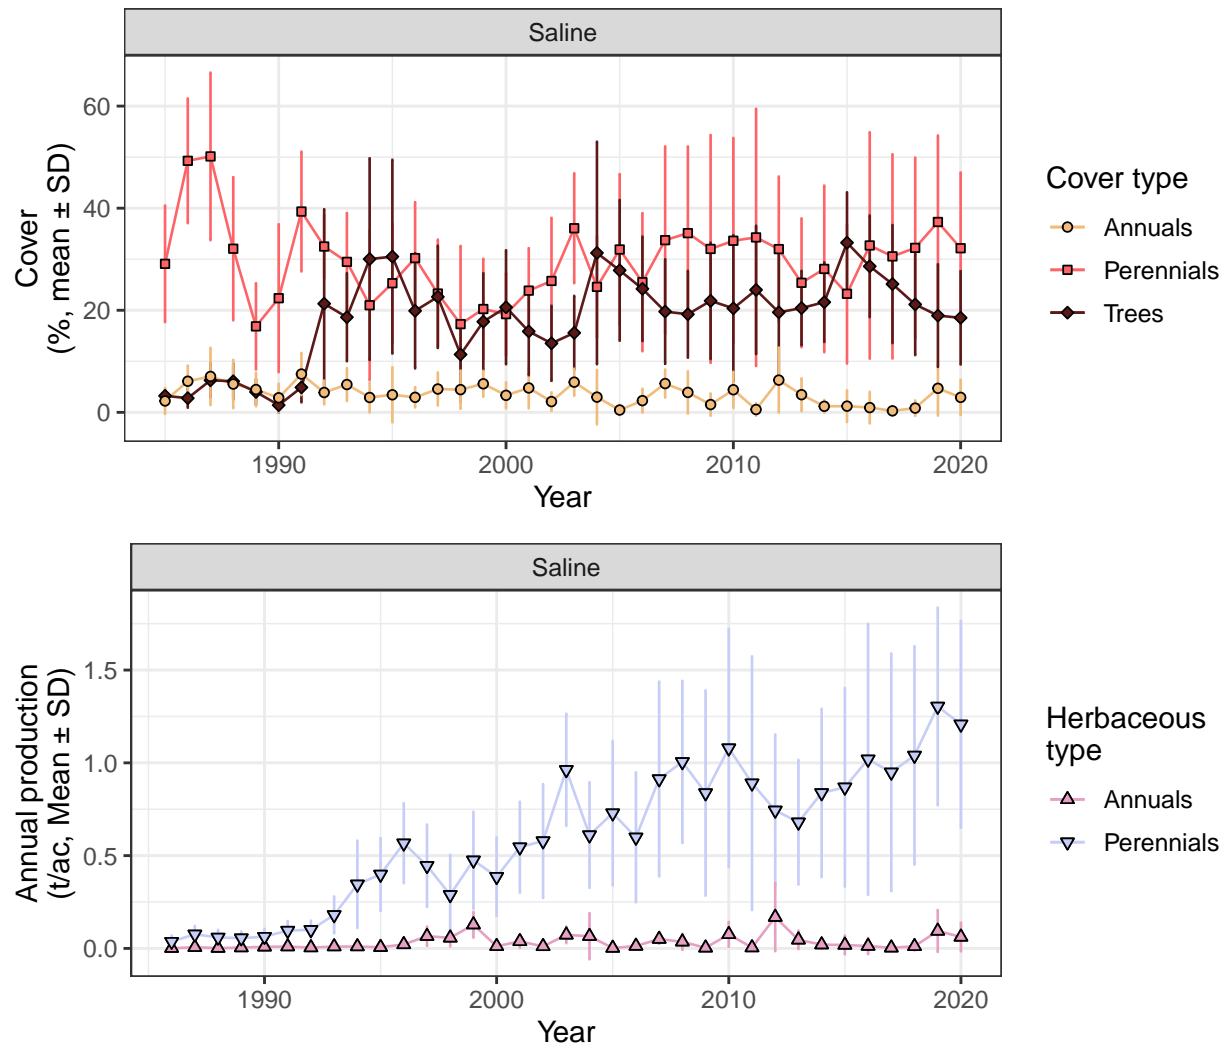 Saline
60
40
20
0
Cover
(%, mean ± SD)
1990
2000
2010
2020
Year
Cover type
Annuals
Perennials
Trees
Saline
1.5
1.0
0.5
0.0
Annual production
(t/ac, Mean ± SD)
1990
2000
2010
2020
Year
Herbaceous
type
Annuals
Perennials